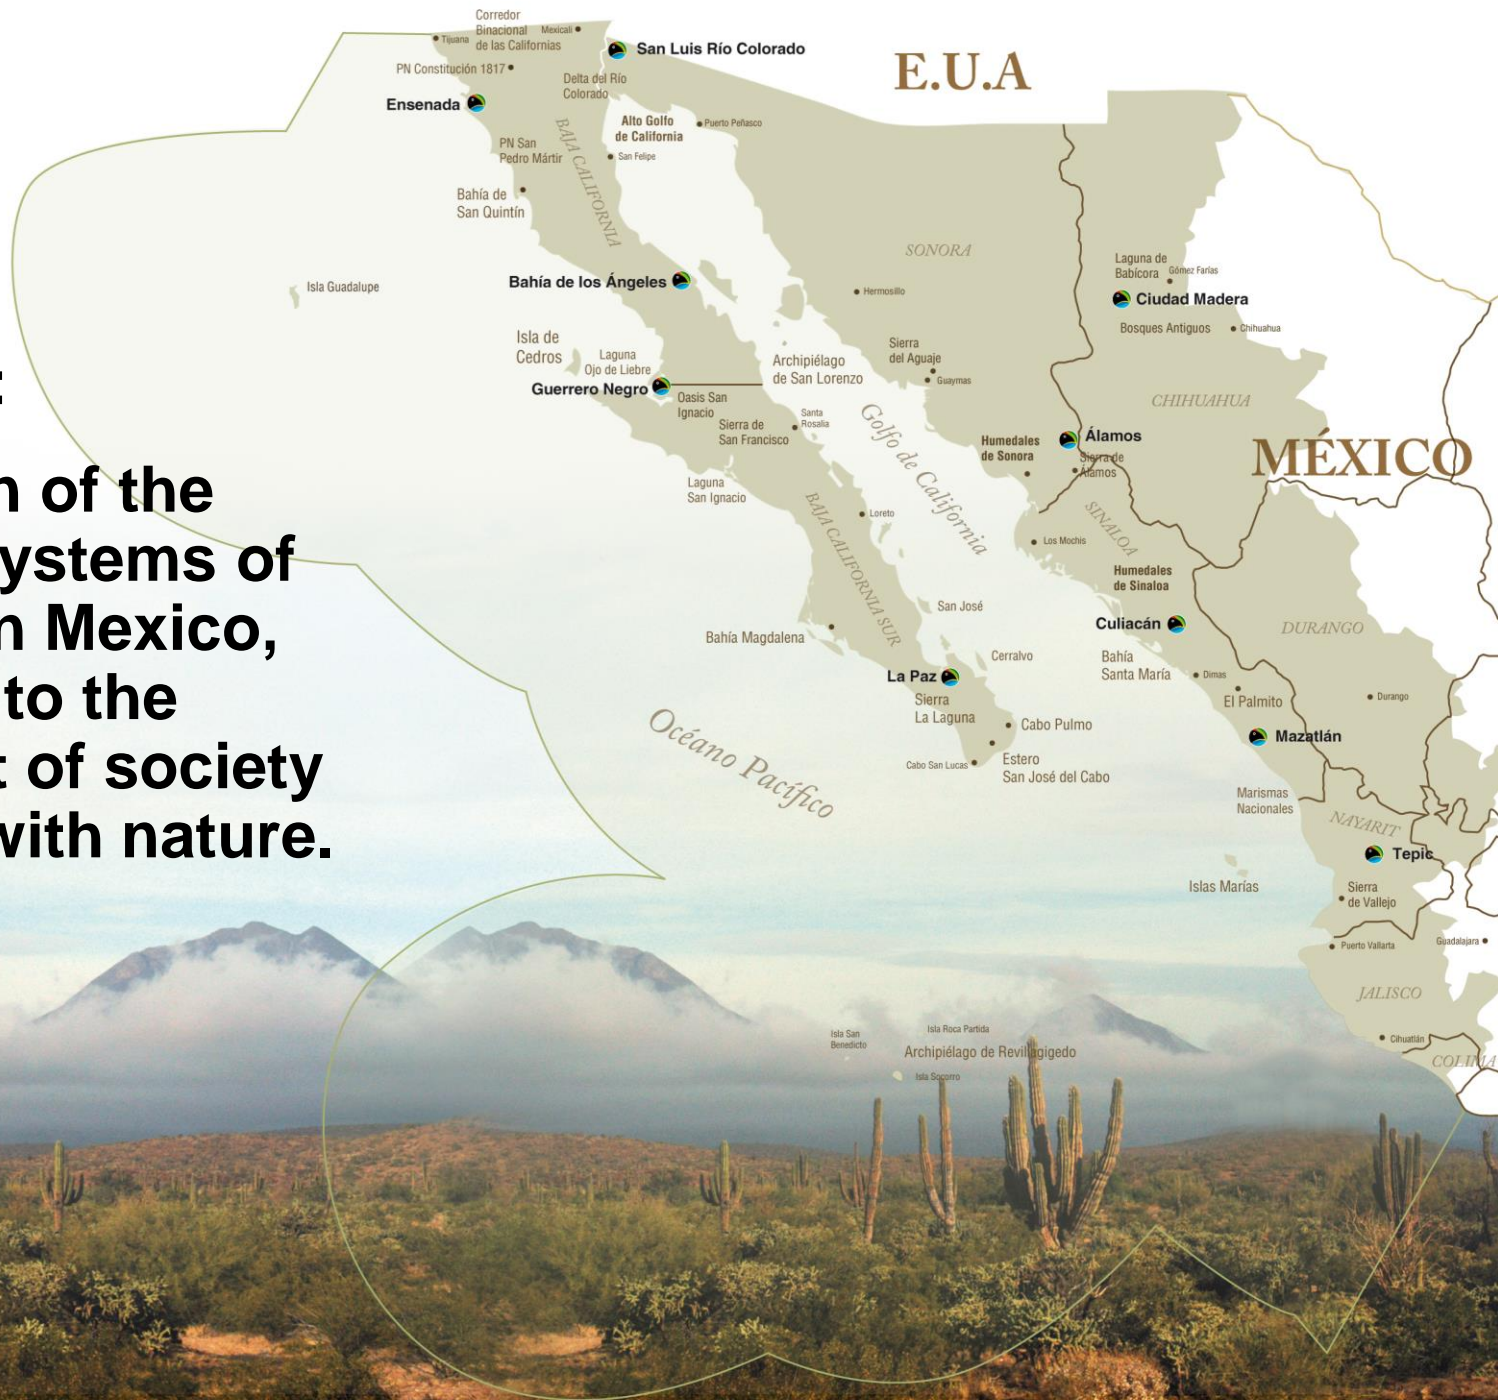 Corredor
Binacional
de las Californias
Mexicali
Tijuana
San Luis Río Colorado
E.U.A
PN Constitución 1817
Delta del Río
Colorado
Ensenada
Alto Golfo
de California
Puerto Peñasco
BAJA CALIFORNIA
PN San
Pedro Mártir
San Felipe
Bahía de
San Quintín
SONORA
Laguna de
Babícora
Gómez Farías
Isla Guadalupe
Bahía de los Ángeles
Hermosillo
Ciudad Madera
Bosques Antiguos
Chihuahua
Isla de
Cedros
Laguna
Ojo de Liebre
Sierra
del Aguaje
Archipiélago
de San Lorenzo
Guaymas
Guerrero Negro
Oasis San
Ignacio
CHIHUAHUA
Santa
Rosalia
Sierra de
San Francisco
Golfo de California
Humedales
de Sonora
Álamos
Sierra de
Álamos
MÉXICO
:
n of the
ystems of
n Mexico,
to the
t of society
with nature.
Laguna
San Ignacio
BAJA CALIFORNIA SUR
Loreto
SINALOA
Los Mochis
Humedales
de Sinaloa
San José
Culiacán
DURANGO
Bahía Magdalena
Cerralvo
Bahía
Santa María
La Paz
Dimas
Sierra
La Laguna
El Palmito
Durango
Océano Pacífico
Cabo Pulmo
Mazatlán
Cabo San Lucas
Estero
San José del Cabo
Marismas
Nacionales
NAYARIT
Tepic
Islas Marías
Sierra
de Vallejo
Puerto Vallarta
Guadalajara
JALISCO
Isla San
Benedicto
Isla Roca Partida
Archipiélago de Revillagigedo
Isla Socorro
Cihuatlán
COLIMA